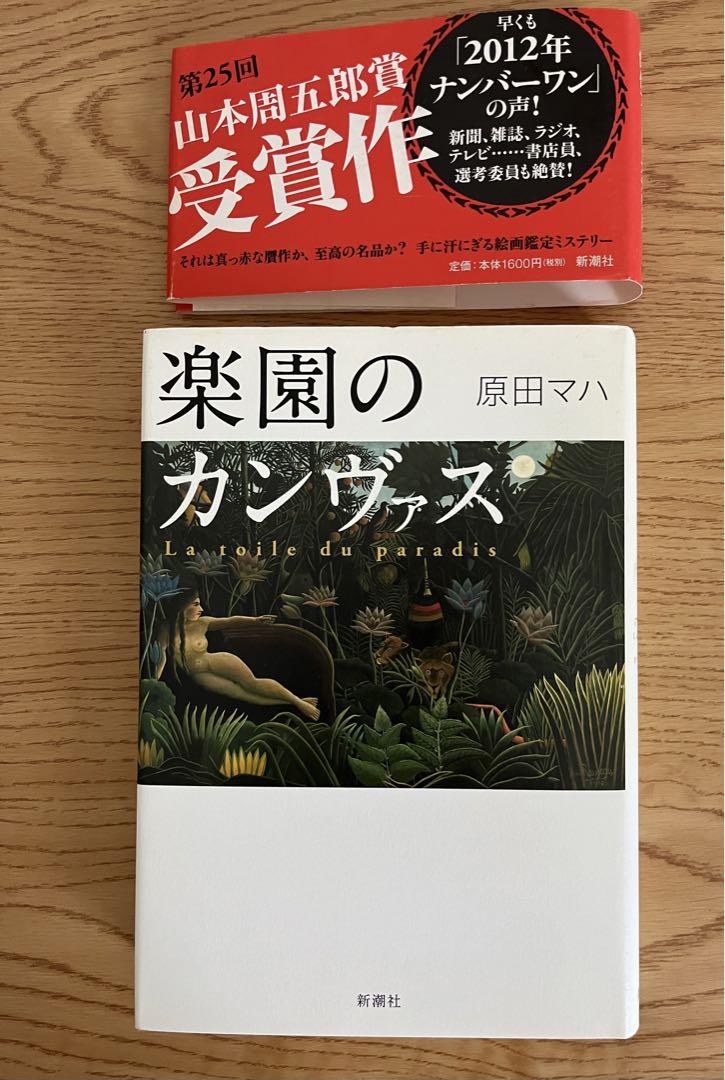 第25回
山本周五郎賞
受賞作
早くも
「2012年
ナンバーワン」
の声!
新聞、雑誌、ラジオ、
テレビ……書店員、
選考委員も絶賛!
それは真っ赤な贋作か、至高の名品か? 手に汗にぎる絵画鑑定ミステリー
定価:本体1600円(税別) 新潮社
楽園の
原田マハ
カンヴァス
La toile du paradis
新潮社